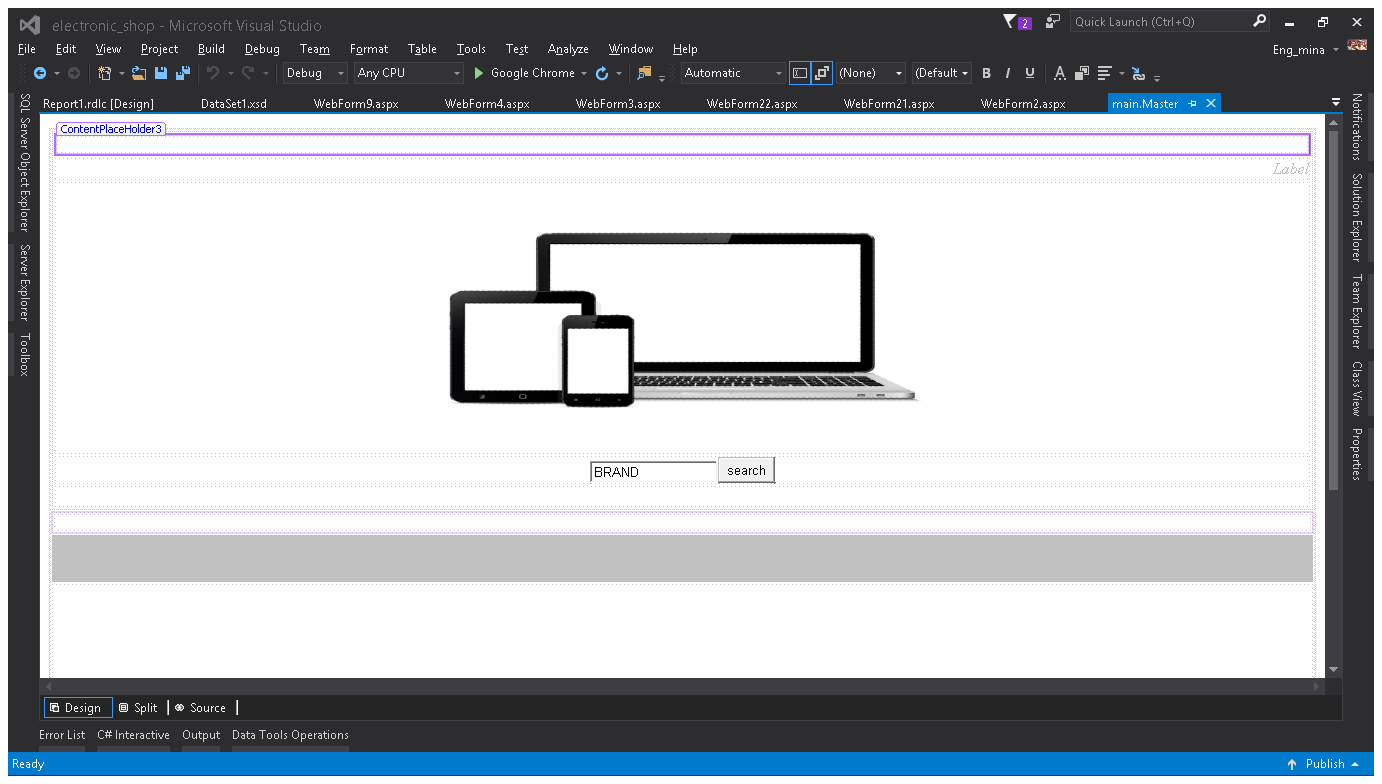 electronic_shop - Microsoft Visual Studio
2
Quick Launch (Ctrl+Q)
File Edit View Project Build Debug Team Format Table Tools Test Analyze Window Help
Eng_mina
Debug Any CPU Google Chrome Automatic (None) (Default B I U A
Report1.rdlc [Design] DataSet1.xsd WebForm9.aspx WebForm4.aspx WebForm3.aspx WebForm22.aspx WebForm21.aspx WebForm2.aspx main.Master
SQL Server Object Explorer
Server Explorer
Toolbox
ContentPlaceHolder3
Label
BRAND search
Notifications
Solution Explorer
Team Explorer
Class View
Properties
Design Split Source
Error List C# Interactive Output Data Tools Operations
Ready Publish